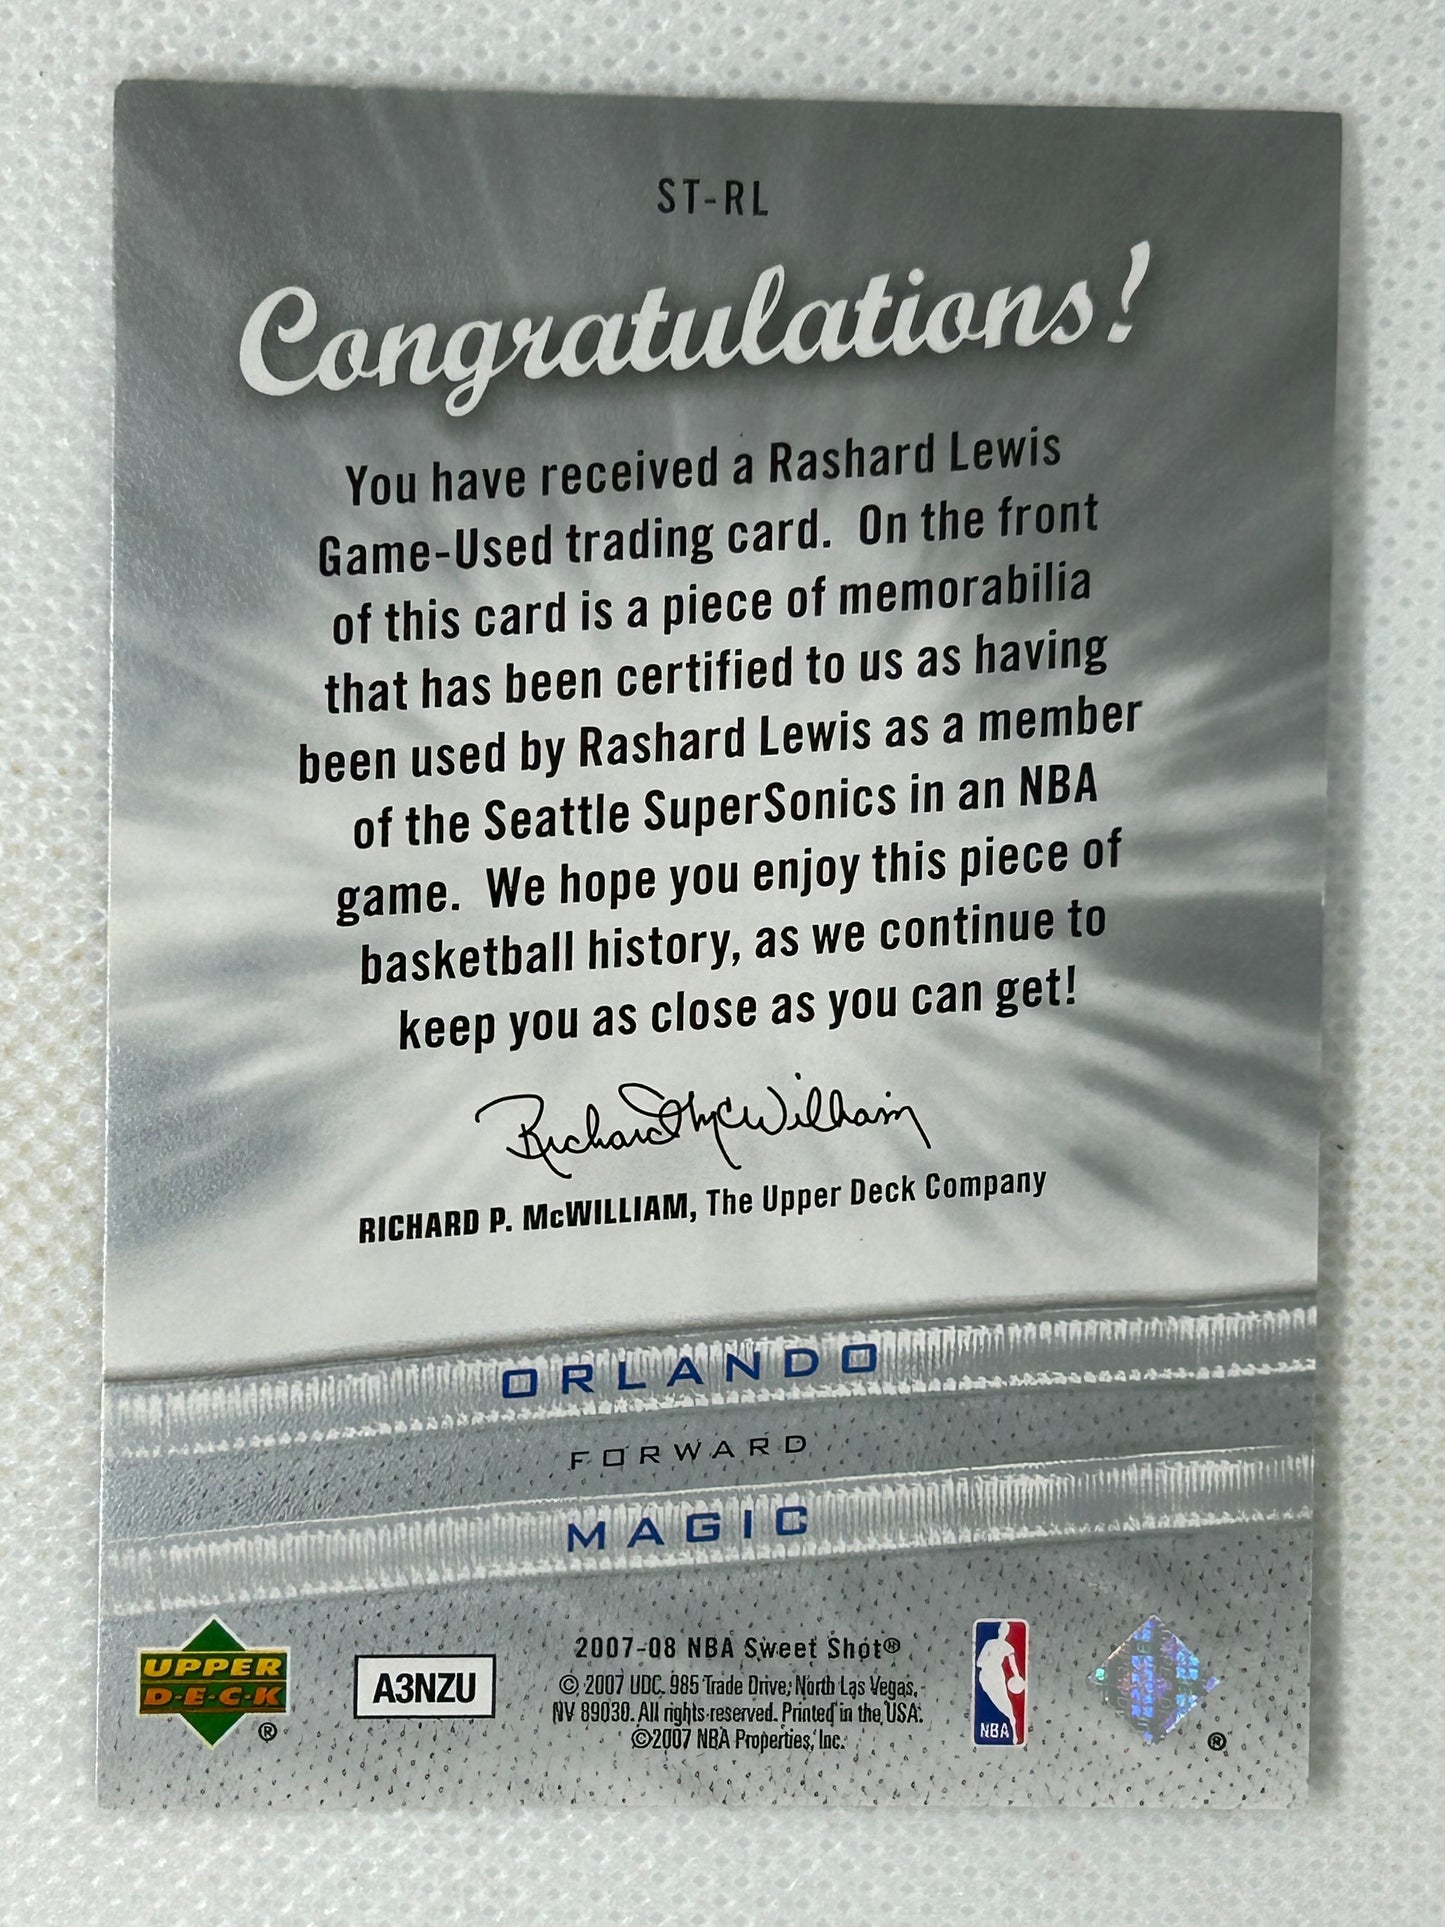 ST-RL
Congratulations!
You have received a Rashard Lewis
Game-Used trading card. On the front
of this card is a piece of memorabilia
that has been certified to us as having
been used by Rashard Lewis as a member
of the Seattle SuperSonics in an NBA
game. We hope you enjoy this piece of
basketball history, as we continue to
keep you as close as you can get!
Richard McWilliam
RICHARD P. McWILLIAM, The Upper Deck Company
ORLANDO
FORWARD
MAGIC
UPPER
D·E·C·K
®
A3NZU
2007-08 NBA Sweet Shot®
© 2007 UDC. 985 Trade Drive, North Las Vegas,
NV 89030. All rights reserved. Printed in the USA.
©2007 NBA Properties, Inc.
NBA
®